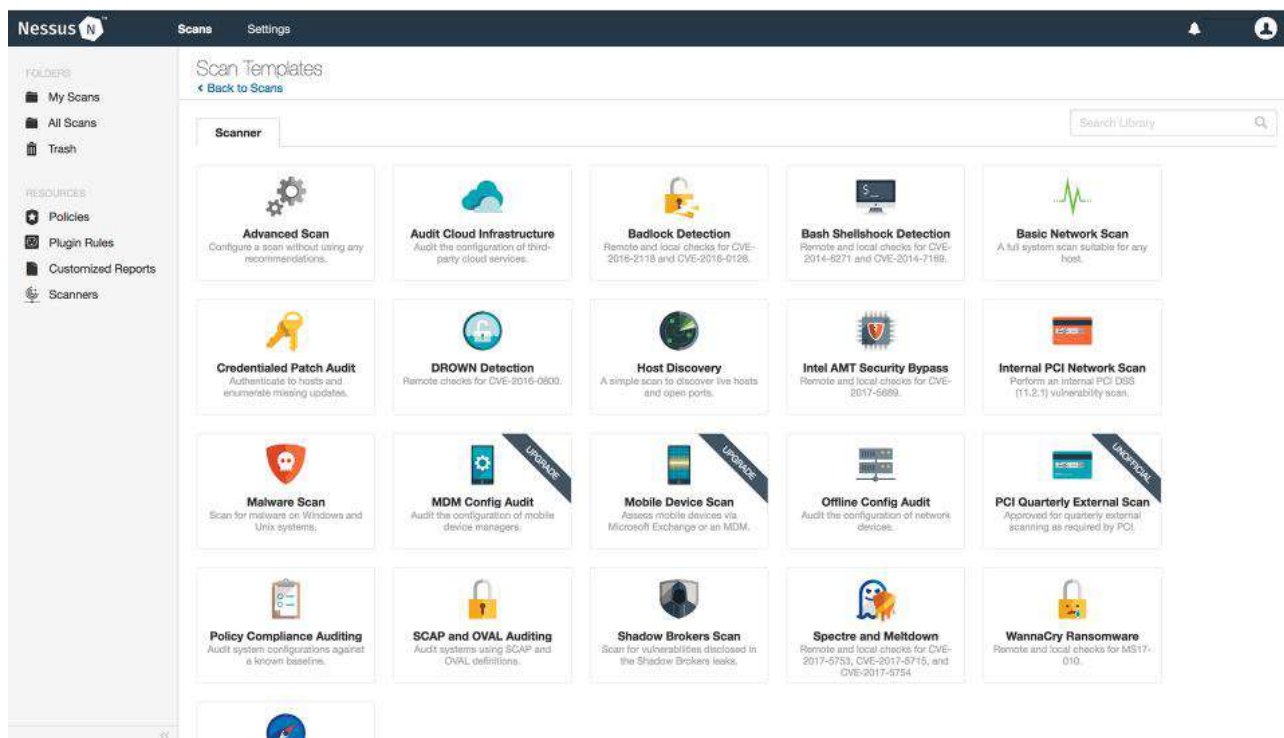 Nessus N
Scans Settings
FOLDERS
My Scans
All Scans
Trash
RESOURCES
Policies
Plugin Rules
Customized Reports
Scanners
Scan Templates
Back to Scans
Scanner
Search Library
Advanced Scan
Configure a scan without using any
recommendations.
Audit Cloud Infrastructure
Audit the configuration of third-
party cloud services.
Badlock Detection
Remote and local checks for CVE-
2016-2118 and CVE-2016-0128.
$_
Bash Shellshock Detection
Remote and local checks for CVE-
2014-6271 and CVE-2014-7169.
Basic Network Scan
A full system scan suitable for any
host.
Credentialed Patch Audit
Authenticate to hosts and
enumerate missing updates.
DROWN Detection
Remote checks for CVE-2016-0800.
Host Discovery
A simple scan to discover live hosts
and open ports.
Intel AMT Security Bypass
Remote and local checks for CVE-
2017-5689.
Internal PCI Network Scan
Perform an internal PCI DSS
(11.2.1) vulnerability scan.
Malware Scan
Scan for malware on Windows and
Unix systems.
UPGRADE
MDM Config Audit
Audit the configuration of mobile
device managers.
UPGRADE
Mobile Device Scan
Assess mobile devices via
Microsoft Exchange or an MDM.
Offline Config Audit
Audit the configuration of network
devices.
UNOFFICIAL
PCI Quarterly External Scan
Approved for quarterly external
scanning as required by PCI.
Policy Compliance Auditing
Audit system configurations against
a known baseline.
SCAP and OVAL Auditing
Audit systems using SCAP and
OVAL definitions.
Shadow Brokers Scan
Scan for vulnerabilities disclosed in
the Shadow Brokers leaks.
Spectre and Meltdown
Remote and local checks for CVE-
2017-5753, CVE-2017-5715, and
CVE-2017-5754
WannaCry Ransomware
Remote and local checks for MS17-
010.